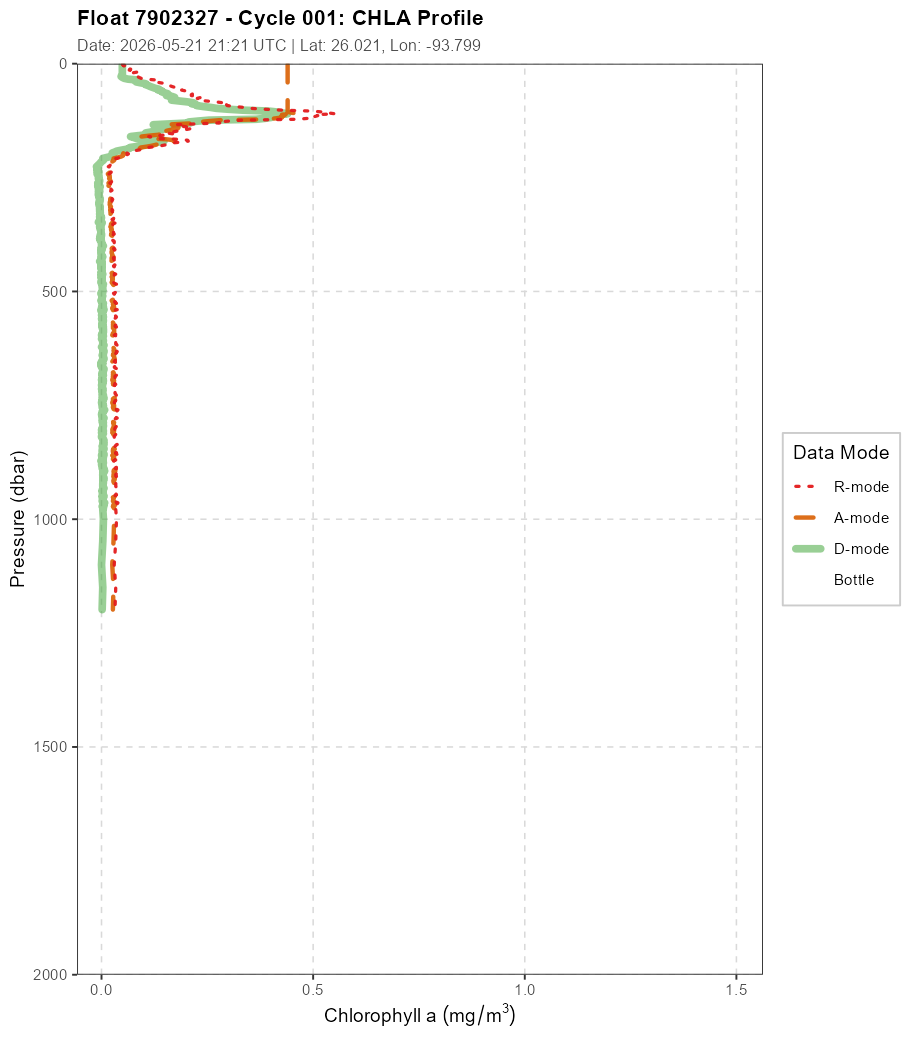 Float 7902327 - Cycle 001: CHLA Profile
Date: 2026-05-21 21:21 UTC | Lat: 26.021, Lon: -93.799
0
500
1000
1500
2000
Pressure (dbar)
0.0
0.5
1.0
1.5
Chlorophyll a (mg/m³)
Data Mode
R-mode
A-mode
D-mode
Bottle